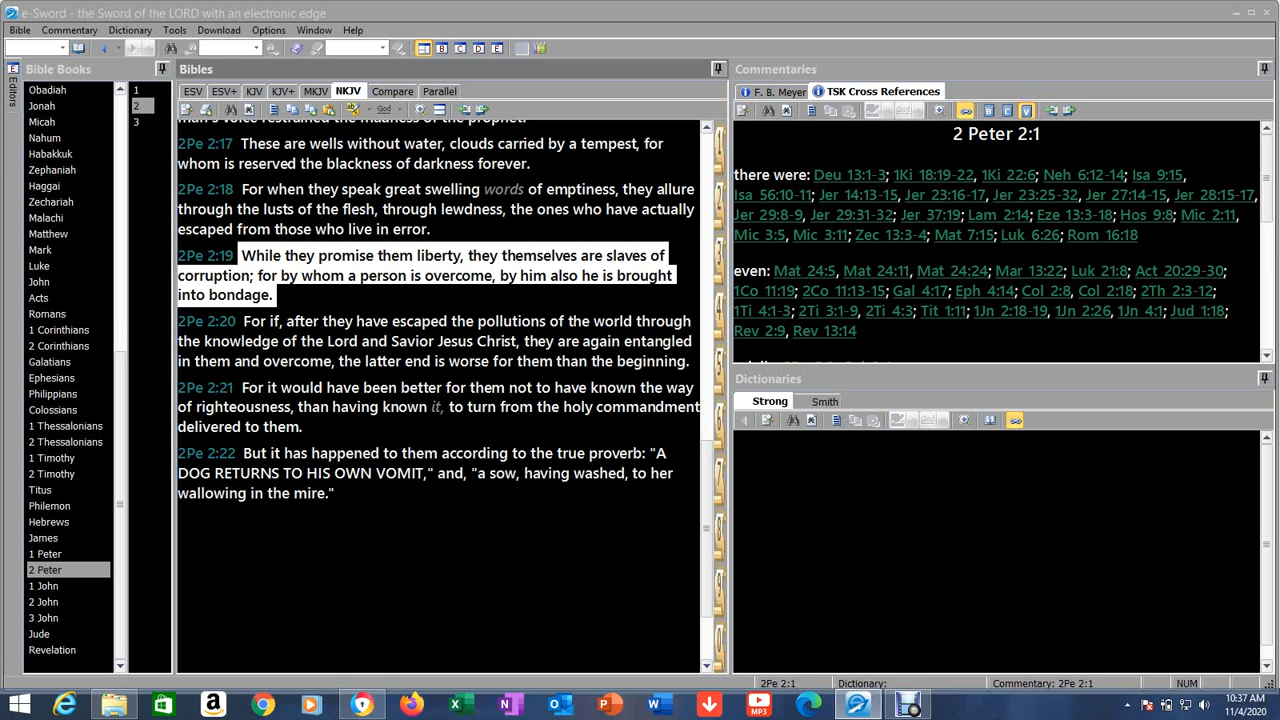 e-Sword - the Sword of the LORD with an electronic edge
Bible Commentary Dictionary Tools Download Options Window Help
B C D E
Editors
Bible Books
Obadiah
Jonah
Micah
Nahum
Habakkuk
Zephaniah
Haggai
Zechariah
Malachi
Matthew
Mark
Luke
John
Acts
Romans
1 Corinthians
2 Corinthians
Galatians
Ephesians
Philippians
Colossians
1 Thessalonians
2 Thessalonians
1 Timothy
2 Timothy
Titus
Philemon
Hebrews
James
1 Peter
2 Peter
1 John
2 John
3 John
Jude
Revelation
1
2
3
Bibles
ESV ESV+ KJV KJV+ MKJV NKJV Compare Parallel
God
man's voice restrained the madness of the prophet.
2Pe 2:17 These are wells without water, clouds carried by a tempest, for
whom is reserved the blackness of darkness forever.
2Pe 2:18 For when they speak great swelling words of emptiness, they allure
through the lusts of the flesh, through lewdness, the ones who have actually
escaped from those who live in error.
2Pe 2:19 While they promise them liberty, they themselves are slaves of
corruption; for by whom a person is overcome, by him also he is brought
into bondage.
2Pe 2:20 For if, after they have escaped the pollutions of the world through
the knowledge of the Lord and Savior Jesus Christ, they are again entangled
in them and overcome, the latter end is worse for them than the beginning.
2Pe 2:21 For it would have been better for them not to have known the way
of righteousness, than having known it, to turn from the holy commandment
delivered to them.
2Pe 2:22 But it has happened to them according to the true proverb: "A
DOG RETURNS TO HIS OWN VOMIT," and, "a sow, having washed, to her
wallowing in the mire."
Commentaries
F. B. Meyer TSK Cross References
God B C V
2 Peter 2:1
there were: Deu 13:1-3; 1Ki 18:19-22, 1Ki 22:6; Neh 6:12-14; Isa 9:15,
Isa 56:10-11; Jer 14:13-15, Jer 23:16-17, Jer 23:25-32, Jer 27:14-15, Jer 28:15-17,
Jer 29:8-9, Jer 29:31-32; Jer 37:19; Lam 2:14; Eze 13:3-18; Hos 9:8; Mic 2:11,
Mic 3:5, Mic 3:11; Zec 13:3-4; Mat 7:15; Luk 6:26; Rom 16:18
even: Mat 24:5, Mat 24:11, Mat 24:24; Mar 13:22; Luk 21:8; Act 20:29-30;
1Co 11:19; 2Co 11:13-15; Gal 4:17; Eph 4:14; Col 2:8, Col 2:18; 2Th 2:3-12;
1Ti 4:1-3; 2Ti 3:1-9, 2Ti 4:3; Tit 1:11; 1Jn 2:18-19, 1Jn 2:26, 1Jn 4:1; Jud 1:18;
Rev 2:9, Rev 13:14
Dictionaries
Strong Smith
God
2Pe 2:1 Dictionary: Commentary: 2Pe 2:1 NUM
MP3
10:37 AM
11/4/2020